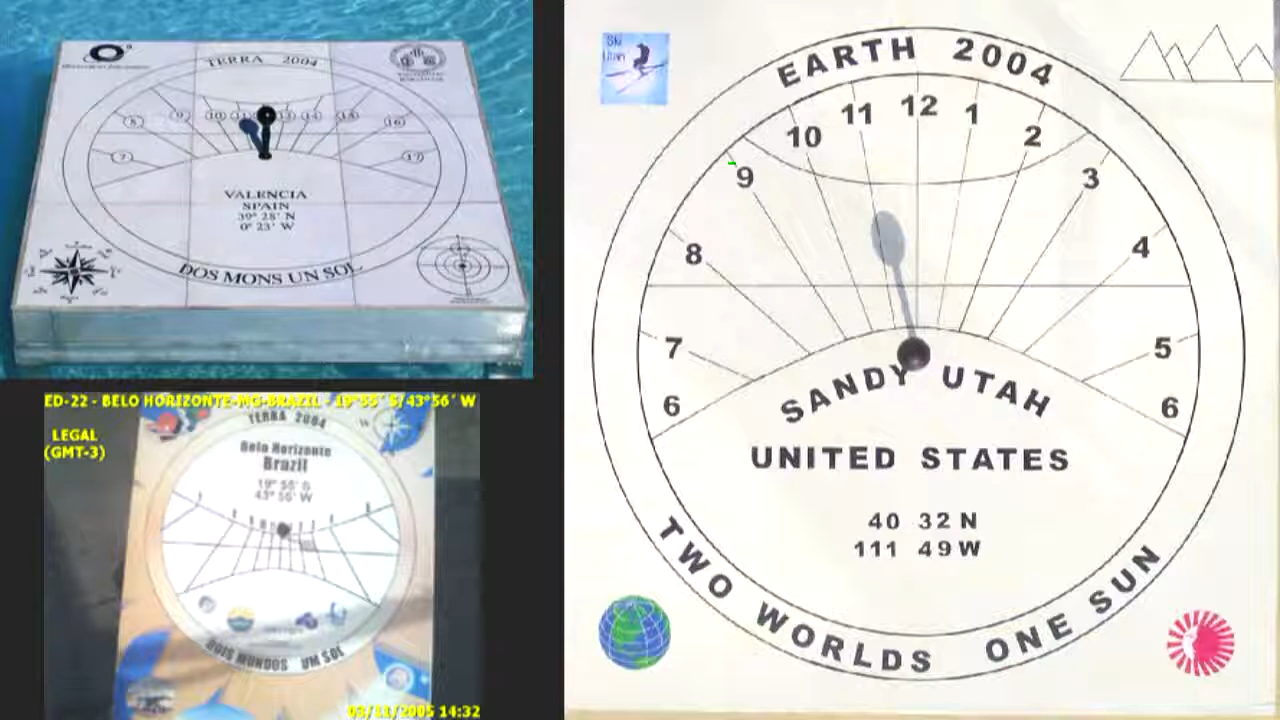 TERRA 2004
8 9 10 11 13 14 15 16
7 17
VALENCIA
SPAIN
39° 28' N
0° 23' W
DOS MONS UN SOL
ED-22 - BELO HORIZONTE-MG-BRAZIL - 19°55' S/43°56' W
LEGAL
(GMT-3)
TERRA 2004
Belo Horizonte
Brazil
19° 55' S
43° 56' W
DOIS MUNDOS UM SOL
03/11/2005 14:32
Ski
Utah
EARTH 2004
9 10 11 12 1 2 3
8 4
7 5
6 6
SANDY UTAH
UNITED STATES
40 32 N
111 49 W
TWO WORLDS ONE SUN